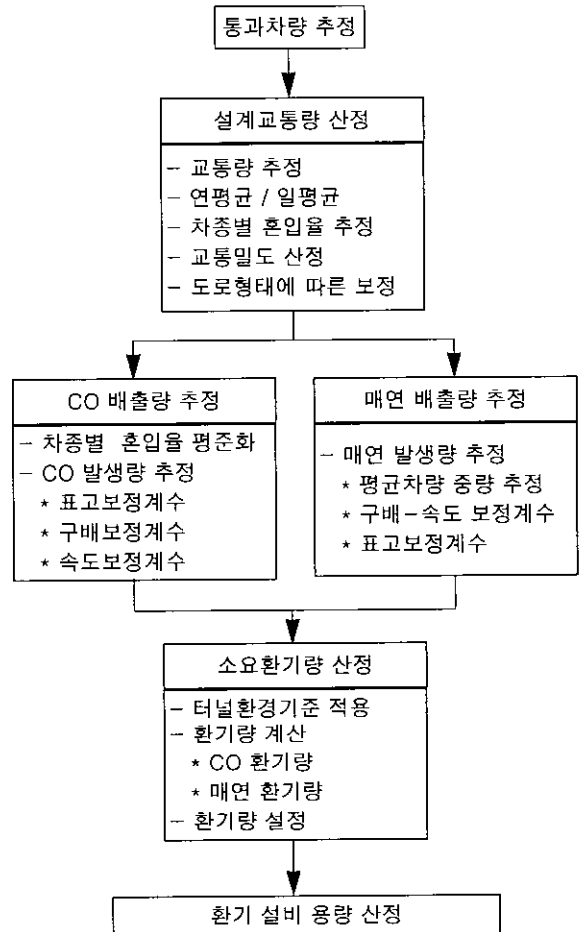 통과차량 추정
설계교통량 산정
– 교통량 추정
– 연평균 / 일평균
– 차종별 혼입율 추정
– 교통밀도 산정
– 도로형태에 따른 보정
CO 배출량 추정
– 차종별 혼입율 평준화
– CO 발생량 추정
* 표고보정계수
* 구배보정계수
* 속도보정계수
매연 배출량 추정
– 매연 발생량 추정
* 평균차량 중량 추정
* 구배–속도 보정계수
* 표고보정계수
소요환기량 산정
– 터널환경기준 적용
– 환기량 계산
* CO 환기량
* 매연 환기량
– 환기량 설정
환기 설비 용량 산정